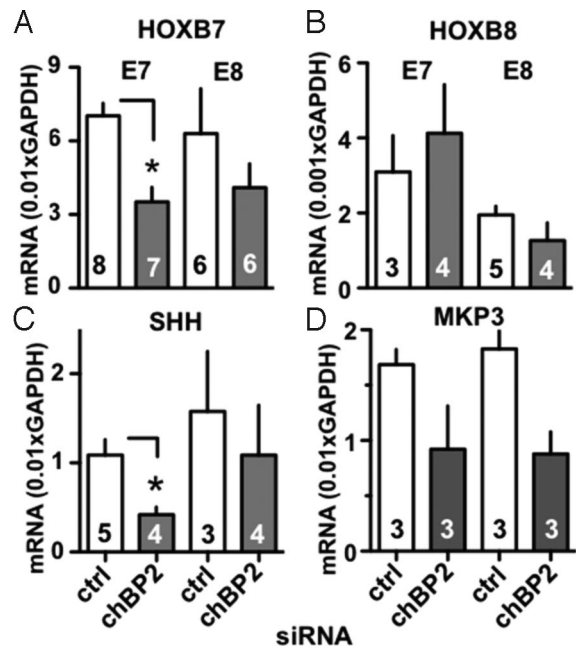 A
HOXB7
mRNA (0.01xGAPDH)
9
6
3
0
E7
E8
*
8
7
6
6
B
HOXB8
mRNA (0.001xGAPDH)
6
4
2
0
E7
E8
3
4
5
4
C
SHH
mRNA (0.01xGAPDH)
2
1
0
*
5
4
3
4
ctrl
chBP2
ctrl
chBP2
D
MKP3
mRNA (0.01xGAPDH)
2
1
0
3
3
3
3
ctrl
chBP2
ctrl
chBP2
siRNA